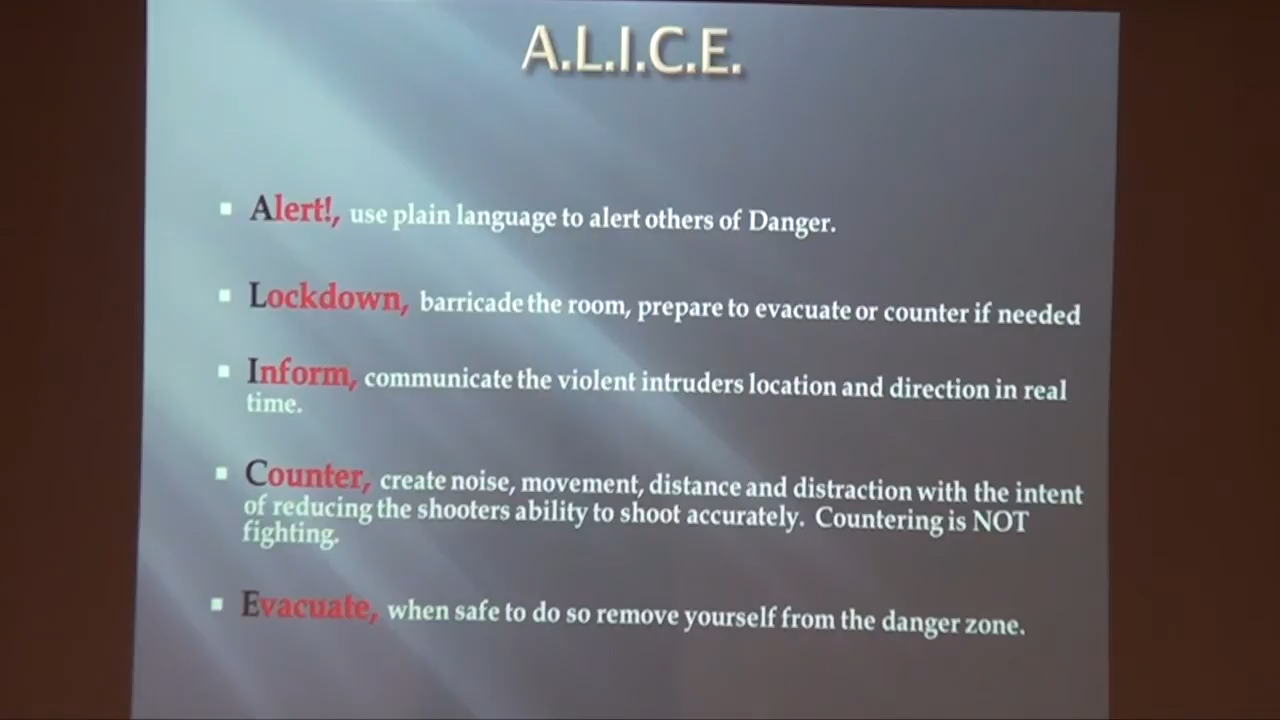 A.L.I.C.E.
Alert!, use plain language to alert others of Danger.
Lockdown, barricade the room, prepare to evacuate or counter if needed
Inform, communicate the violent intruders location and direction in real
time.
Counter, create noise, movement, distance and distraction with the intent
of reducing the shooters ability to shoot accurately. Countering is NOT
fighting.
Evacuate, when safe to do so remove yourself from the danger zone.